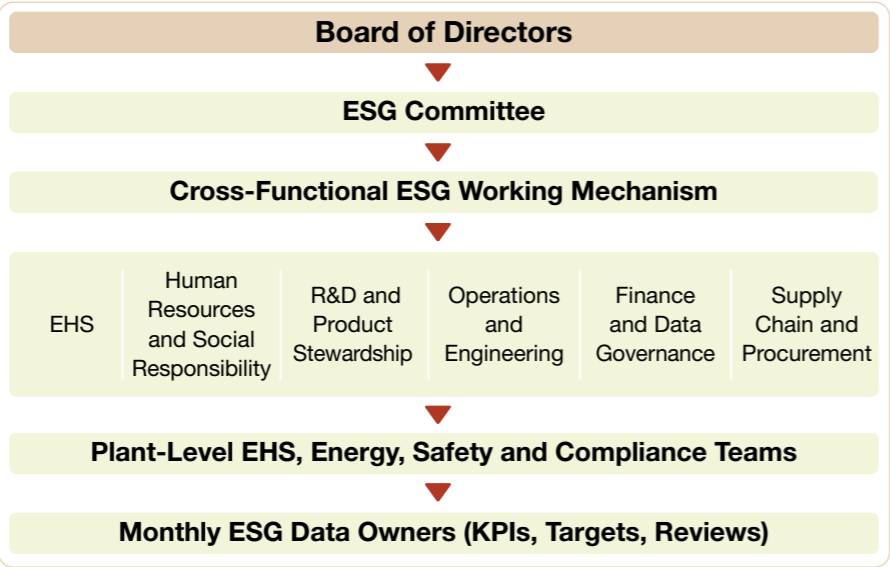 Board of Directors
ESG Committee
Cross-Functional ESG Working Mechanism
EHS
Human
Resources
and Social
Responsibility
R&D and
Product
Stewardship
Operations
and
Engineering
Finance
and Data
Governance
Supply
Chain and
Procurement
Plant-Level EHS, Energy, Safety and Compliance Teams
Monthly ESG Data Owners (KPIs, Targets, Reviews)